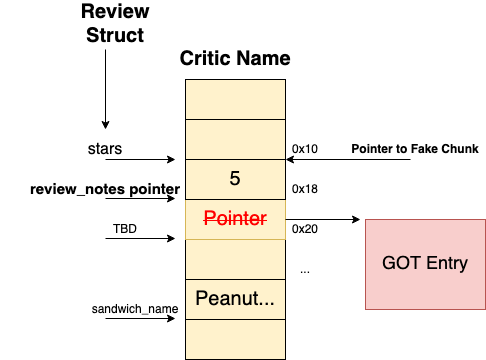 Review
Struct
Critic Name
stars
0x10
Pointer to Fake Chunk
5
review_notes pointer
0x18
Pointer
TBD
0x20
GOT Entry
...
Peanut...
sandwich_name